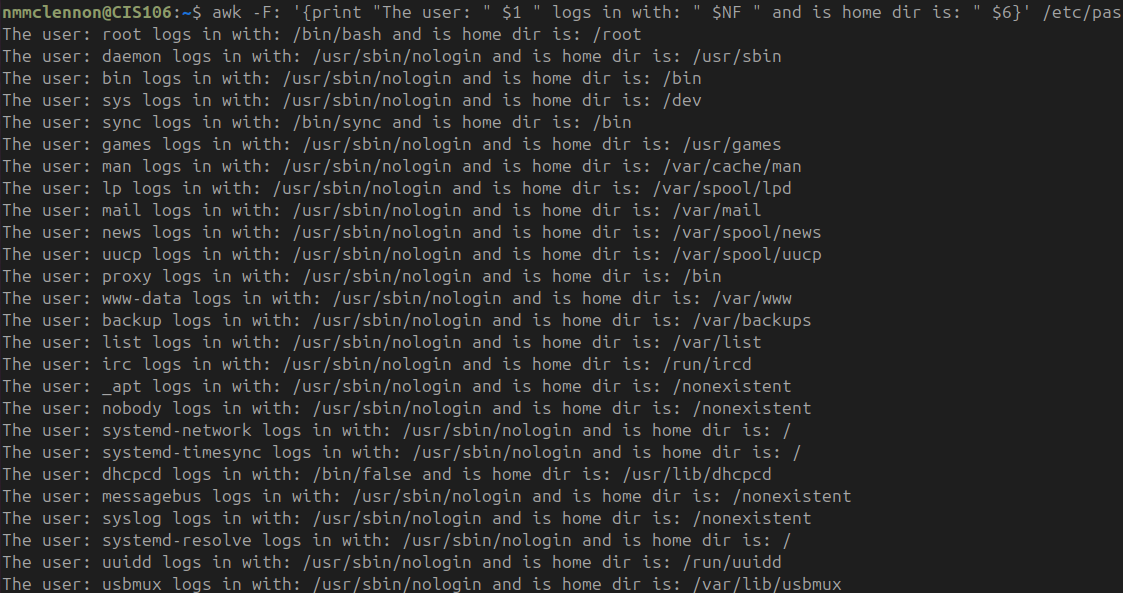 nmmclennon@CIS106:~$ awk -F: '{print "The user: " $1 " logs in with: " $NF " and is home dir is: " $6}' /etc/pas
The user: root logs in with: /bin/bash and is home dir is: /root
The user: daemon logs in with: /usr/sbin/nologin and is home dir is: /usr/sbin
The user: bin logs in with: /usr/sbin/nologin and is home dir is: /bin
The user: sys logs in with: /usr/sbin/nologin and is home dir is: /dev
The user: sync logs in with: /bin/sync and is home dir is: /bin
The user: games logs in with: /usr/sbin/nologin and is home dir is: /usr/games
The user: man logs in with: /usr/sbin/nologin and is home dir is: /var/cache/man
The user: lp logs in with: /usr/sbin/nologin and is home dir is: /var/spool/lpd
The user: mail logs in with: /usr/sbin/nologin and is home dir is: /var/mail
The user: news logs in with: /usr/sbin/nologin and is home dir is: /var/spool/news
The user: uucp logs in with: /usr/sbin/nologin and is home dir is: /var/spool/uucp
The user: proxy logs in with: /usr/sbin/nologin and is home dir is: /bin
The user: www-data logs in with: /usr/sbin/nologin and is home dir is: /var/www
The user: backup logs in with: /usr/sbin/nologin and is home dir is: /var/backups
The user: list logs in with: /usr/sbin/nologin and is home dir is: /var/list
The user: irc logs in with: /usr/sbin/nologin and is home dir is: /run/ircd
The user: _apt logs in with: /usr/sbin/nologin and is home dir is: /nonexistent
The user: nobody logs in with: /usr/sbin/nologin and is home dir is: /nonexistent
The user: systemd-network logs in with: /usr/sbin/nologin and is home dir is: /
The user: systemd-timesync logs in with: /usr/sbin/nologin and is home dir is: /
The user: dhcpcd logs in with: /bin/false and is home dir is: /usr/lib/dhcpcd
The user: messagebus logs in with: /usr/sbin/nologin and is home dir is: /nonexistent
The user: syslog logs in with: /usr/sbin/nologin and is home dir is: /nonexistent
The user: systemd-resolve logs in with: /usr/sbin/nologin and is home dir is: /
The user: uuidd logs in with: /usr/sbin/nologin and is home dir is: /run/uuidd
The user: usbmux logs in with: /usr/sbin/nologin and is home dir is: /var/lib/usbmux